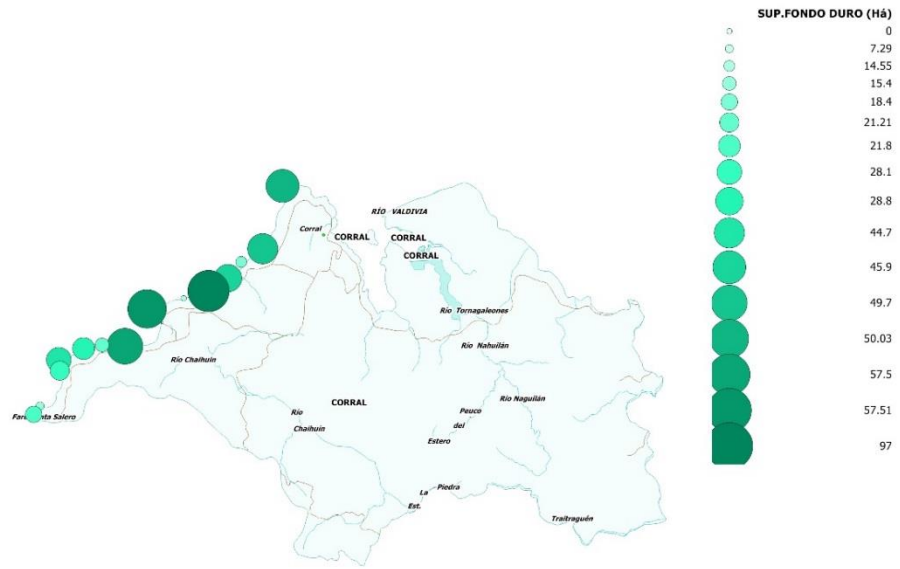 SUP.FONDO DURO (Há)
0
7.29
14.55
15.4
18.4
21.21
21.8
28.1
28.8
44.7
45.9
49.7
50.03
57.5
57.51
97
RÍO VALDIVIA
Corral
CORRAL
CORRAL
CORRAL
Río Tornagaleones
Río Nahuilán
Río Chaihuín
Río Naguilán
CORRAL
Salero
Río
Chaihuín
Peuco
del
Estero
La Piedra
Est.
Traitraguén